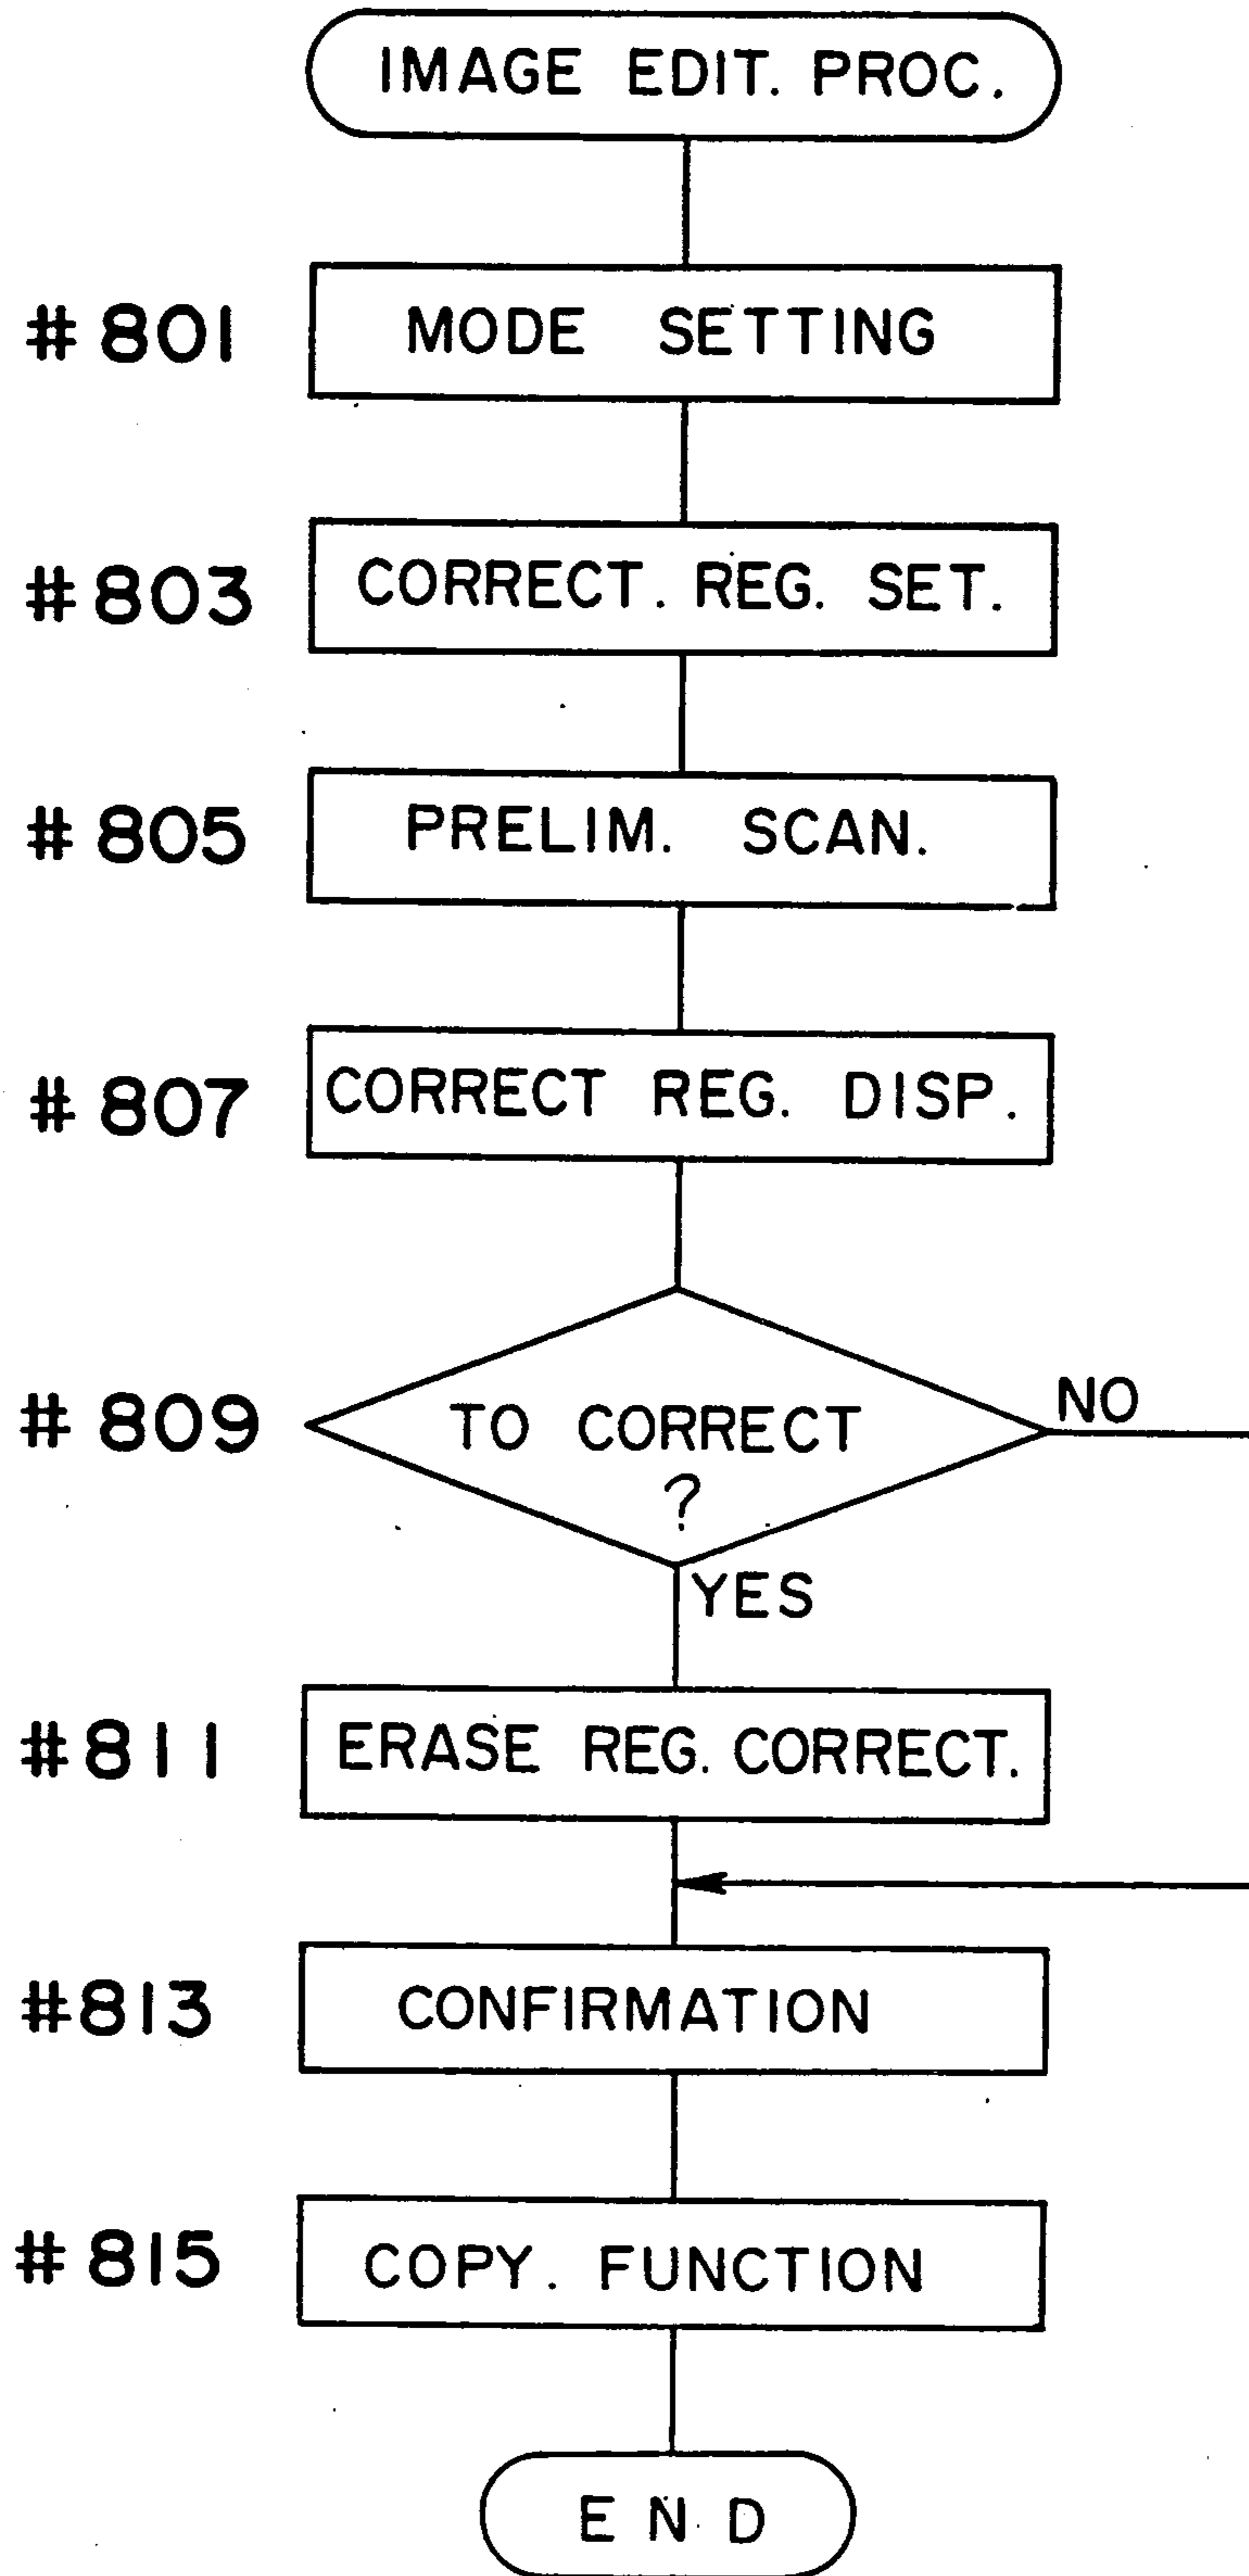 IMAGE EDIT. PROC.
#801 MODE SETTING
#803 CORRECT. REG. SET.
#805 PRELIM. SCAN.
#807 CORRECT REG. DISP.
#809 TO CORRECT NO
?
YES
#811 ERASE REG. CORRECT.
#813 CONFIRMATION
#815 COPY. FUNCTION
END